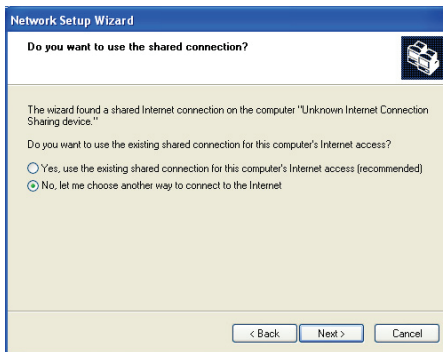 Network Setup Wizard
Do you want to use the shared connection?
The wizard found a shared Internet connection on the computer "Unknown Internet Connection
Sharing device."
Do you want to use the existing shared connection for this computer's Internet access?
Yes, use the existing shared connection for this computer's Internet access (recommended)
No, let me choose another way to connect to the Internet
< Back Next > Cancel